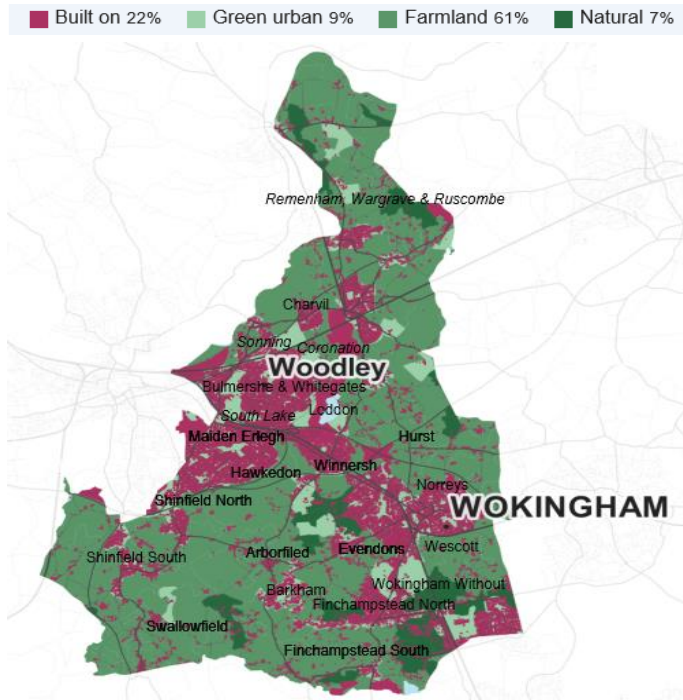 Built on 22% Green urban 9% Farmland 61% Natural 7%
Remenham, Wargrave & Ruscombe
Charvil
Sonning
Coronation
Woodley
Bulmershe & Whitegates
Loddon
South Lake
Maiden Erlegh
Hurst
Winnersh
Hawkedon
Norreys
Shinfield North
WOKINGHAM
Evendons
Wescott
Arborfiled
Shinfield South
Wokingham Without
Barkham
Finchampstead North
Swallowfield
Finchampstead South